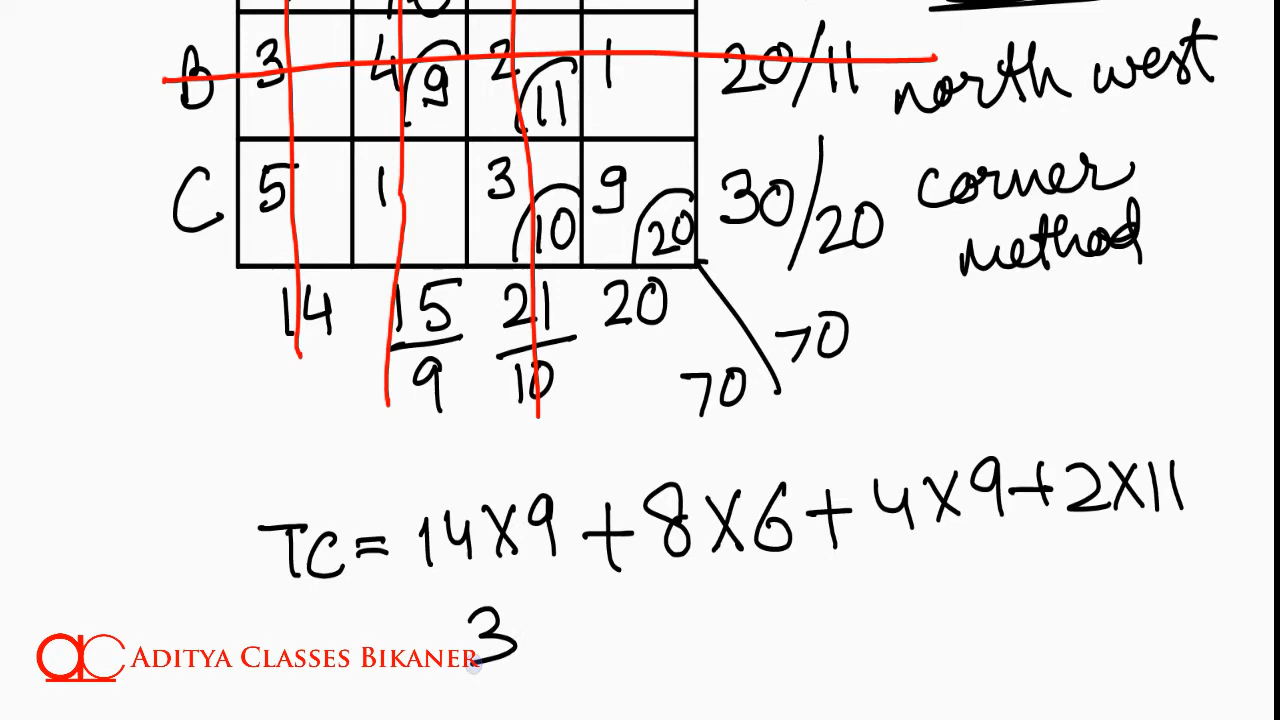 B 3 4 9 2 11 1 20/11 north west
C 5 1 3 10 9 20 30/20 corner
method
14 15 21 20 70
9 10 70
TC = 14X9 + 8X6 + 4X9 + 2X11
3
ac ADITYA CLASSES BIKANER